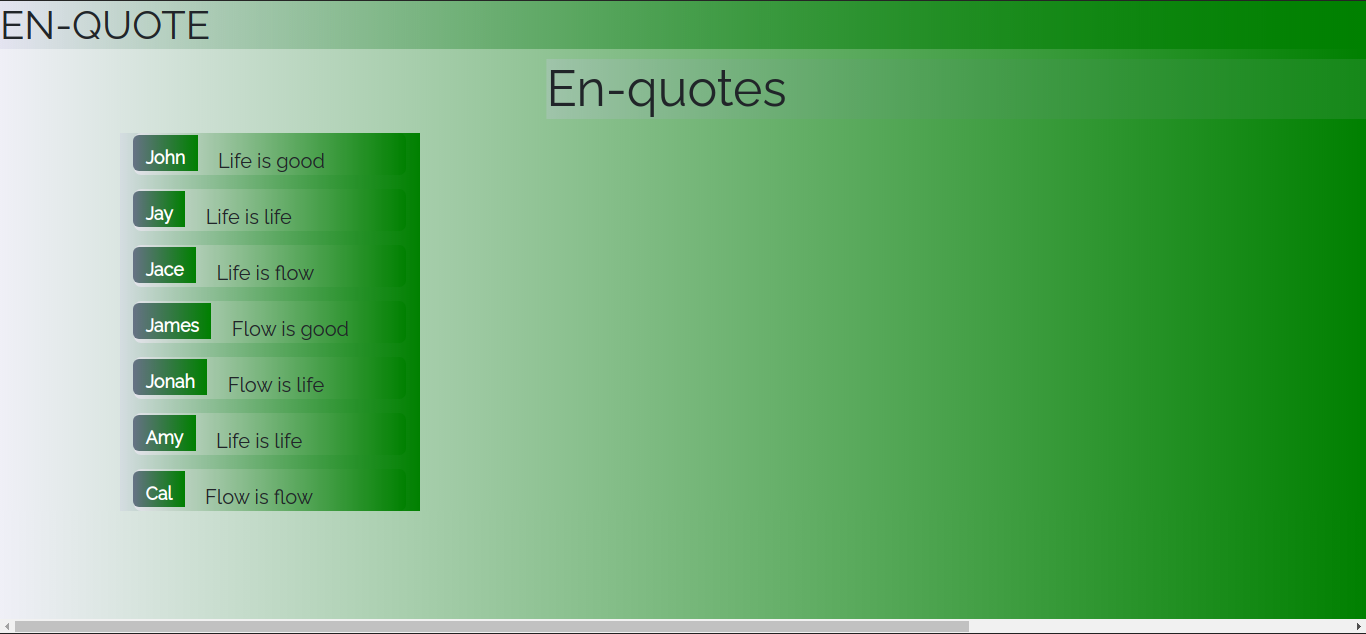 EN-QUOTE
En-quotes
John Life is good
Jay Life is life
Jace Life is flow
James Flow is good
Jonah Flow is life
Amy Life is life
Cal Flow is flow